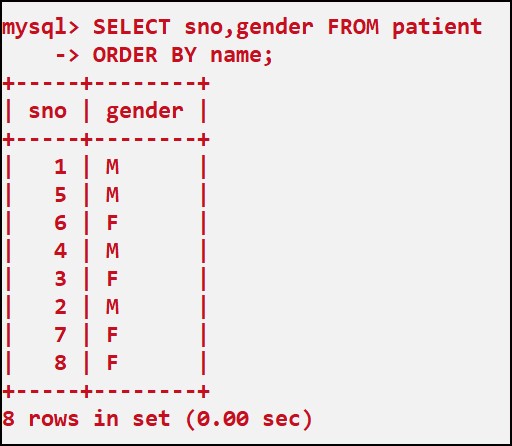 mysql> SELECT sno,gender FROM patient
    -> ORDER BY name;
+-----+--------+
| sno | gender |
+-----+--------+
|   1 | M      |
|   5 | M      |
|   6 | F      |
|   4 | M      |
|   3 | F      |
|   2 | M      |
|   7 | F      |
|   8 | F      |
+-----+--------+
8 rows in set (0.00 sec)